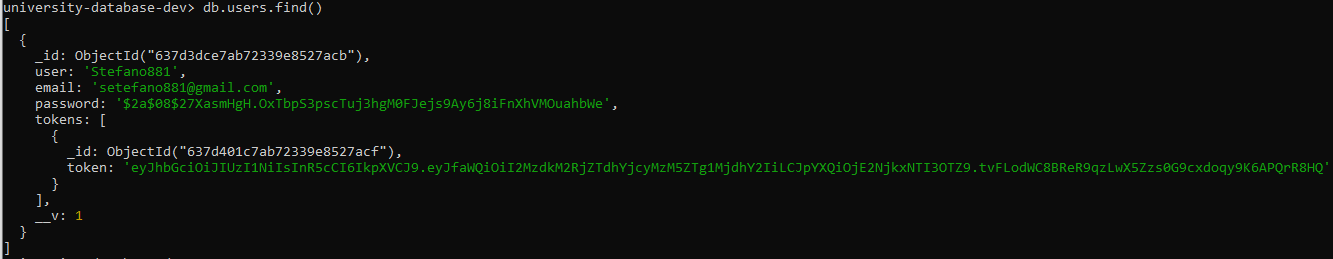 university-database-dev> db.users.find()
[
  {
    _id: ObjectId("637d3dce7ab72339e8527acb"),
    user: 'Stefano881',
    email: 'setefano881@gmail.com',
    password: '$2a$08$27XasmHgH.OxTbpS3pscTuj3hgM0FJejs9Ay6j8iFnXhVMOuahbWe',
    tokens: [
      {
        _id: ObjectId("637d401c7ab72339e8527acf"),
        token: 'eyJhbGciOiJIUzI1NiIsInR5cCI6IkpXVCJ9.eyJfaWQiOiI2MzdkM2RjZTdhYjcyMzM5ZTg1MjdhY2IiLCJpYXQiOjE2NjkxNTI3OTZ9.tvFLodWC8BReR9qzLwX5Zzs0G9cxdoqy9K6APQrR8HQ'
      }
    ],
    __v: 1
  }
]